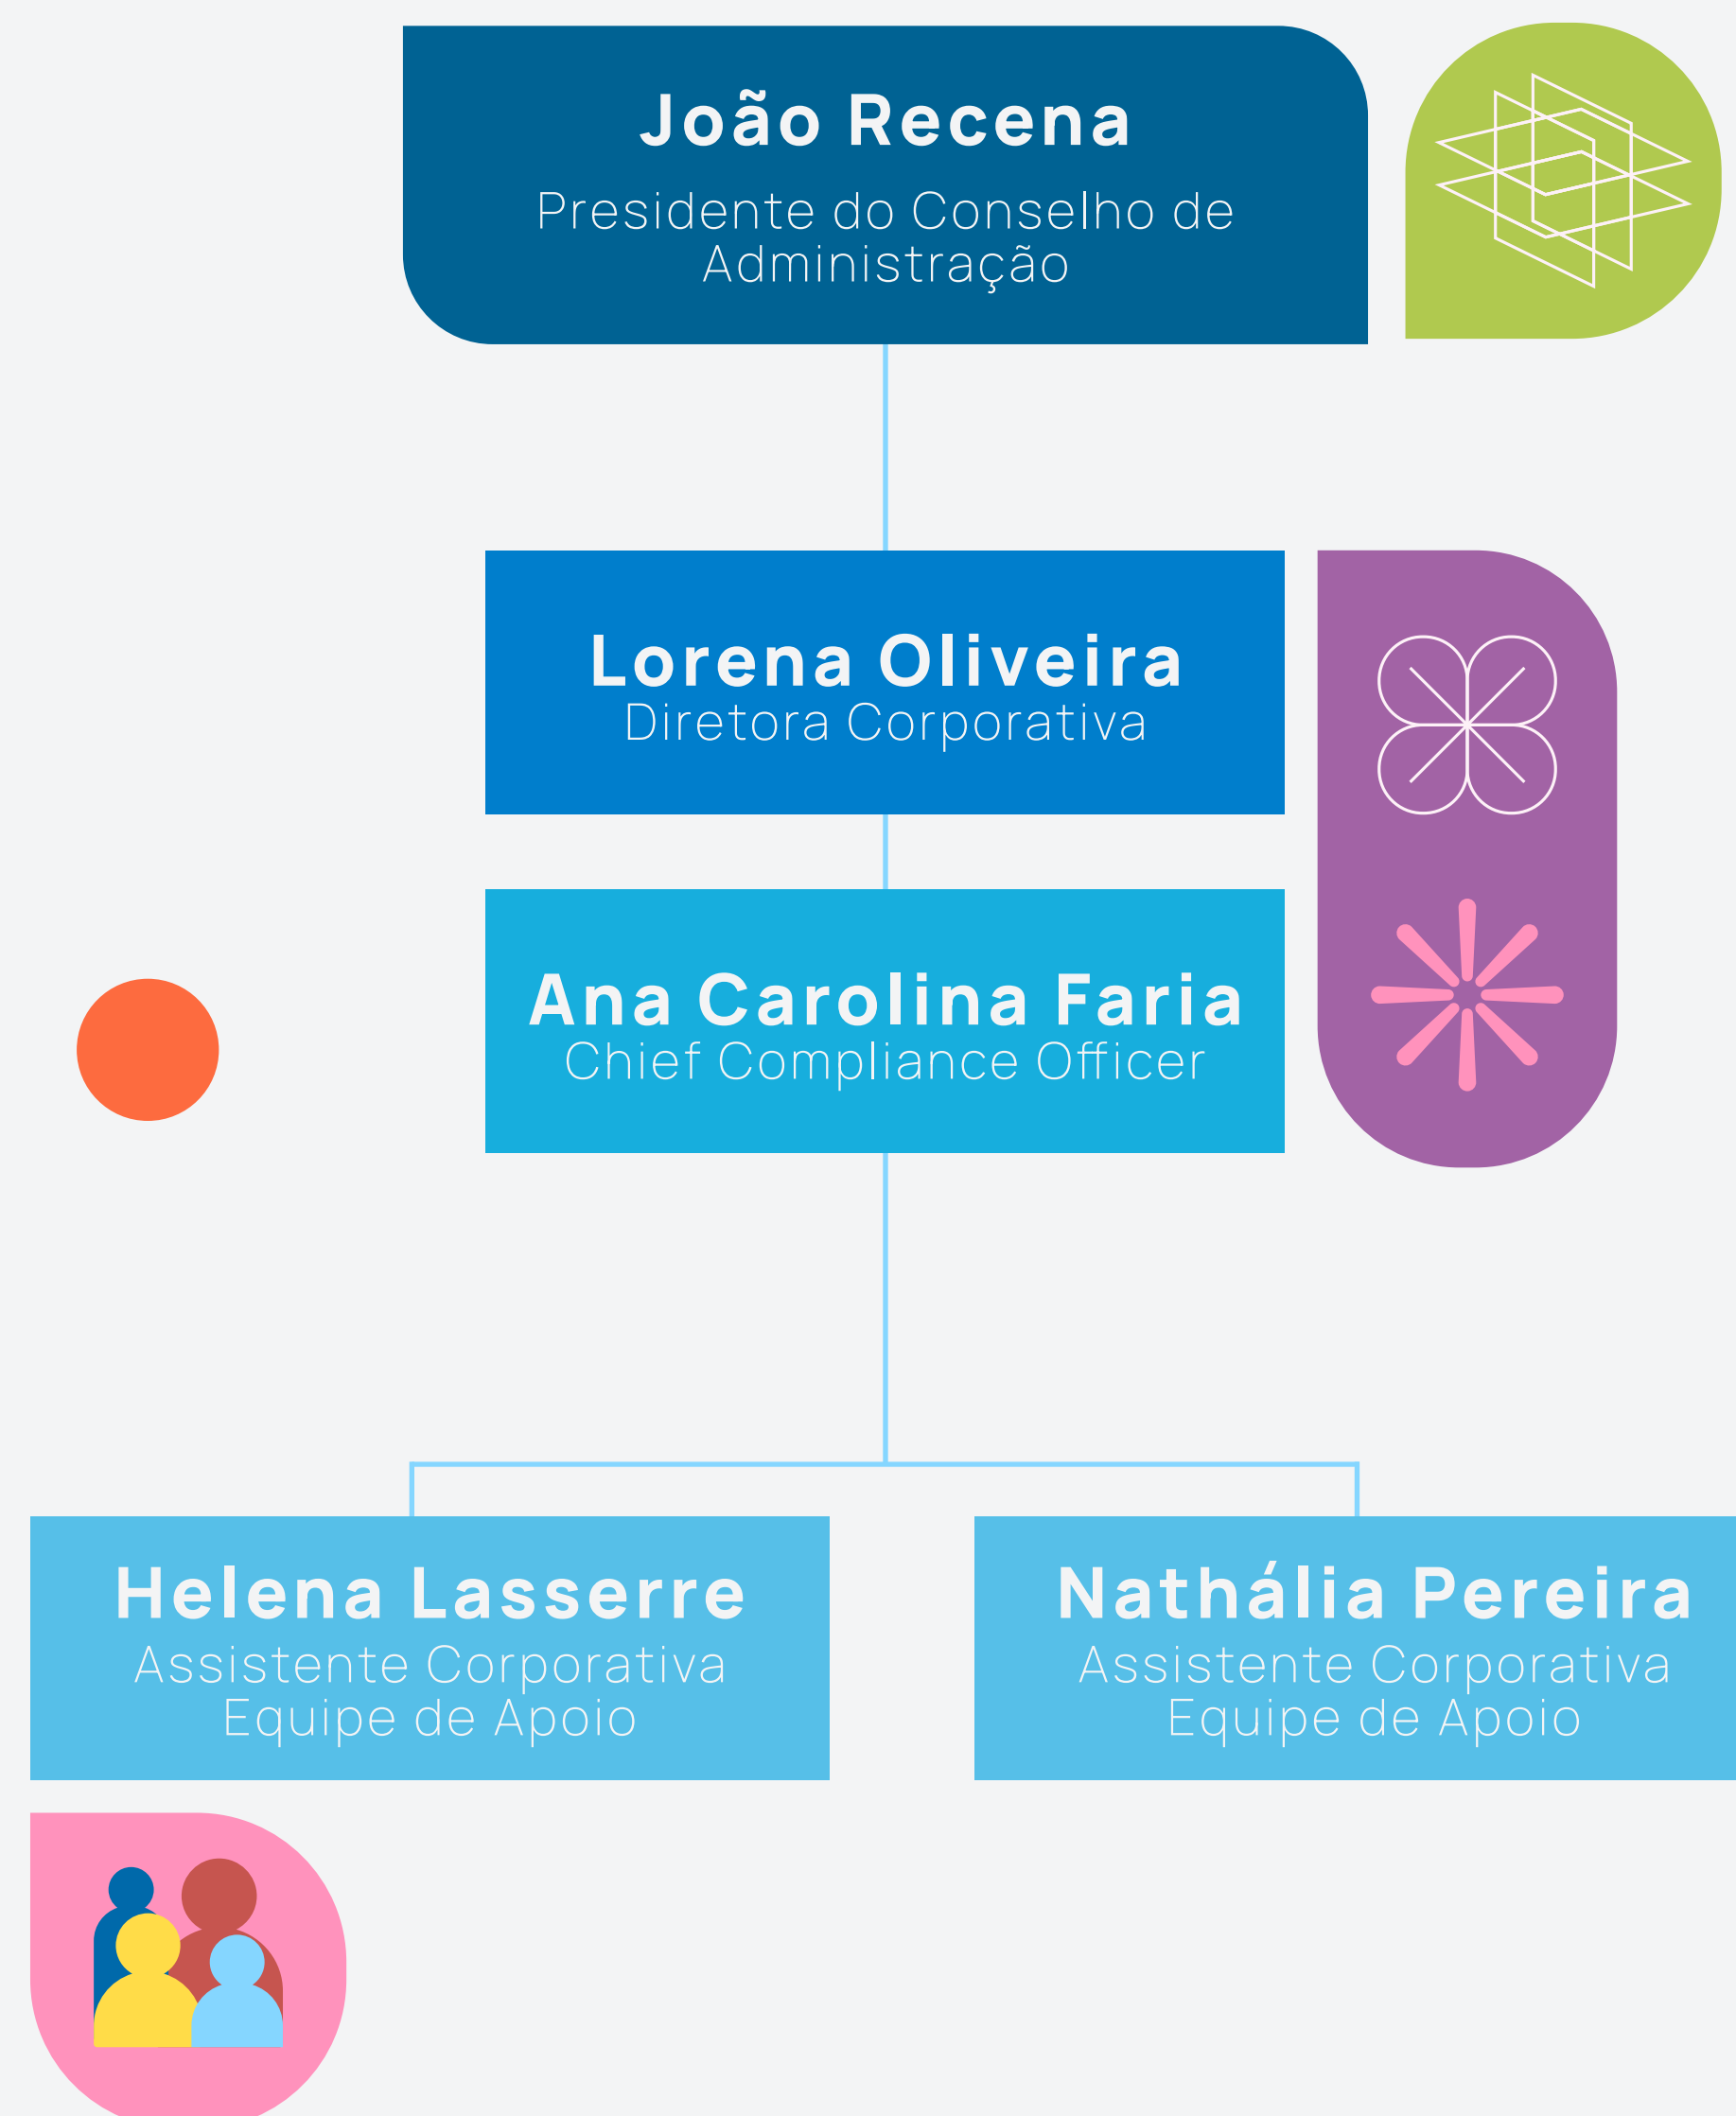 João Recena
Presidente do Conselho de
Administração
Lorena Oliveira
Diretora Corporativa
Ana Carolina Faria
Chief Compliance Officer
Helena Lasserre
Assistente Corporativa
Equipe de Apoio
Nathália Pereira
Assistente Corporativa
Equipe de Apoio